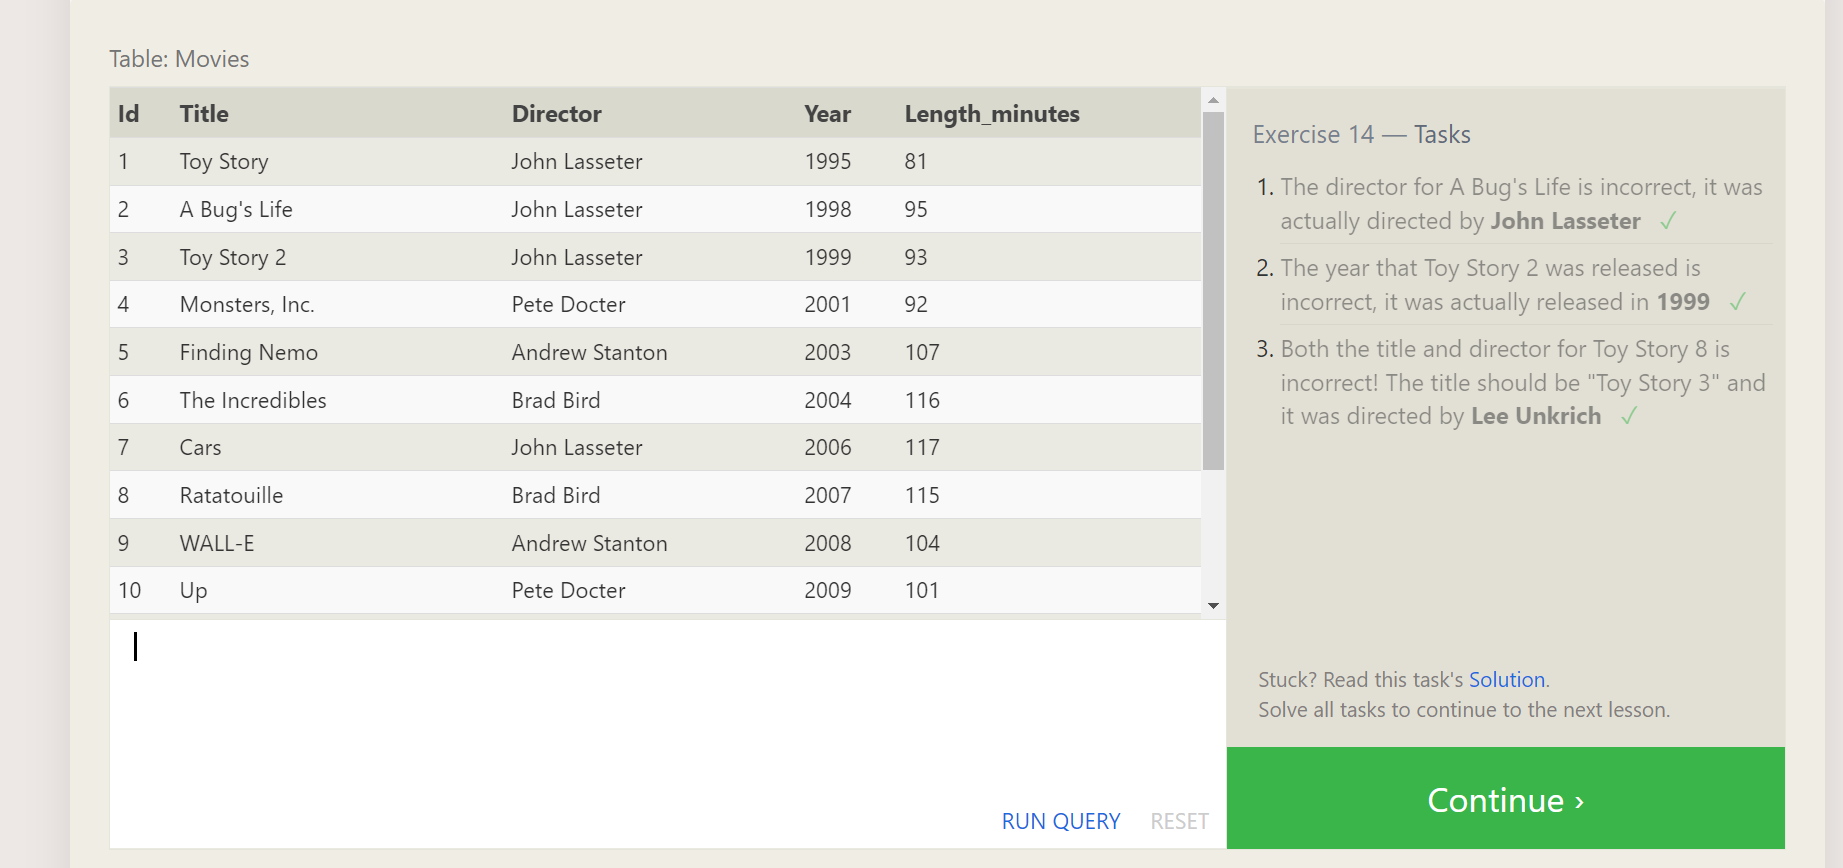 Table: Movies
Id Title Director Year Length_minutes
1 Toy Story John Lasseter 1995 81
2 A Bug's Life John Lasseter 1998 95
3 Toy Story 2 John Lasseter 1999 93
4 Monsters, Inc. Pete Docter 2001 92
5 Finding Nemo Andrew Stanton 2003 107
6 The Incredibles Brad Bird 2004 116
7 Cars John Lasseter 2006 117
8 Ratatouille Brad Bird 2007 115
9 WALL-E Andrew Stanton 2008 104
10 Up Pete Docter 2009 101
RUN QUERY RESET
Exercise 14 — Tasks
1. The director for A Bug's Life is incorrect, it was
actually directed by John Lasseter ✓
2. The year that Toy Story 2 was released is
incorrect, it was actually released in 1999 ✓
3. Both the title and director for Toy Story 8 is
incorrect! The title should be "Toy Story 3" and
it was directed by Lee Unkrich ✓
Stuck? Read this task's Solution.
Solve all tasks to continue to the next lesson.
Continue ›